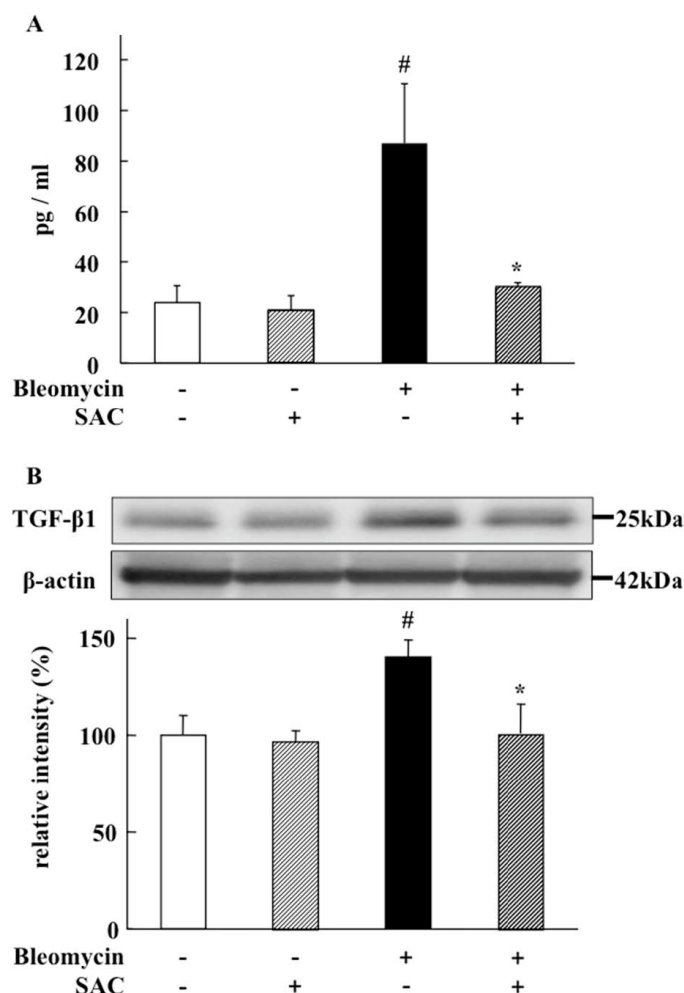 A
120
100
80
60
40
20
0
pg / ml
#
*
Bleomycin - - + +
SAC - + - +
B
TGF-β1 25kDa
β-actin 42kDa
150
100
50
0
relative intensity (%)
#
*
Bleomycin - - + +
SAC - + - +